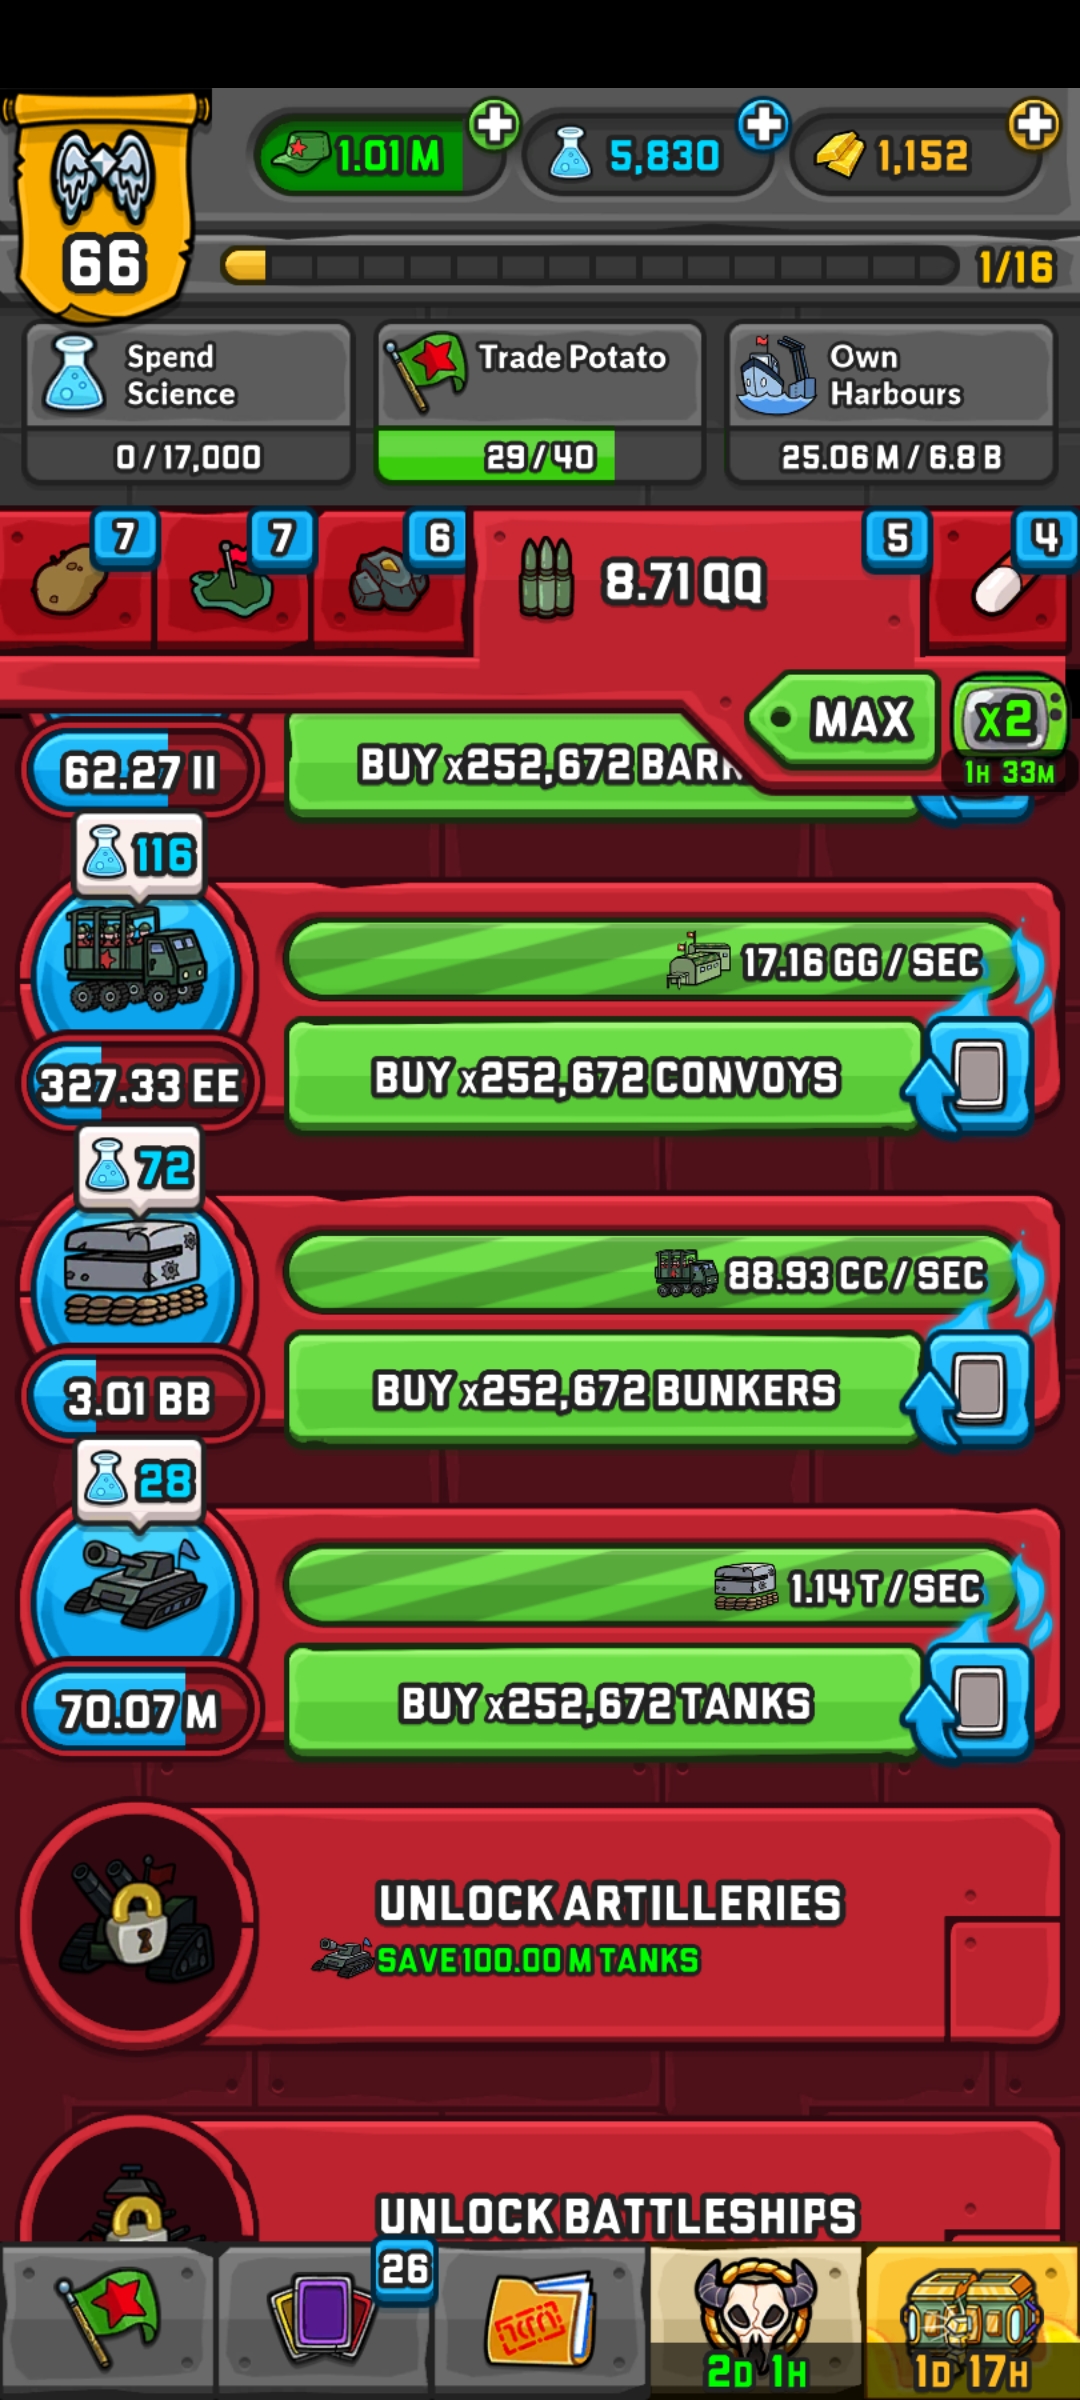 66
1.01 M
5,830
1,152
1/16
Spend
Science
0 / 17,000
Trade Potato
29 / 40
Own
Harbours
25.06 M / 6.8 B
7
7
6
8.71 QQ
5
4
MAX
x2
1H 33M
62.27 II
BUY x252,672
116
17.16 GG / SEC
327.33 EE
BUY x252,672 CONVOYS
72
88.93 CC / SEC
3.01 BB
BUY x252,672 BUNKERS
28
1.14 T / SEC
70.07 M
BUY x252,672 TANKS
UNLOCK ARTILLERIES
SAVE 100.00 M TANKS
UNLOCK BATTLESHIPS
26
2D 1H
1D 17H